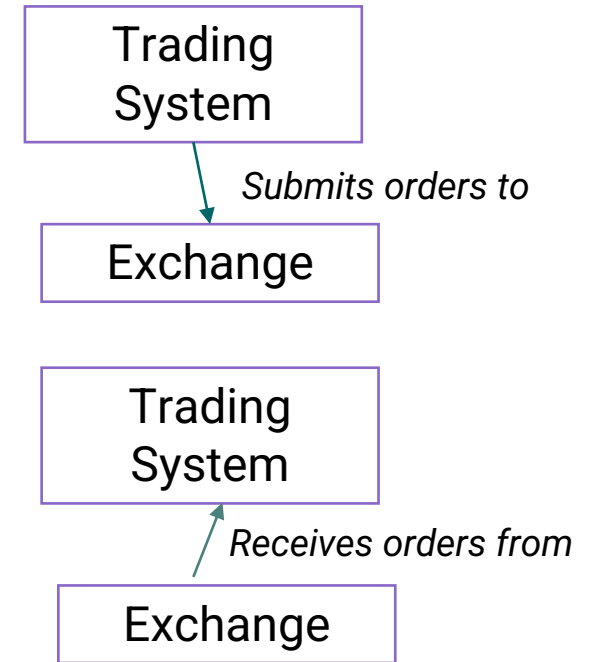 Trading
System
Submits orders to
Exchange
Trading
System
Receives orders from
Exchange